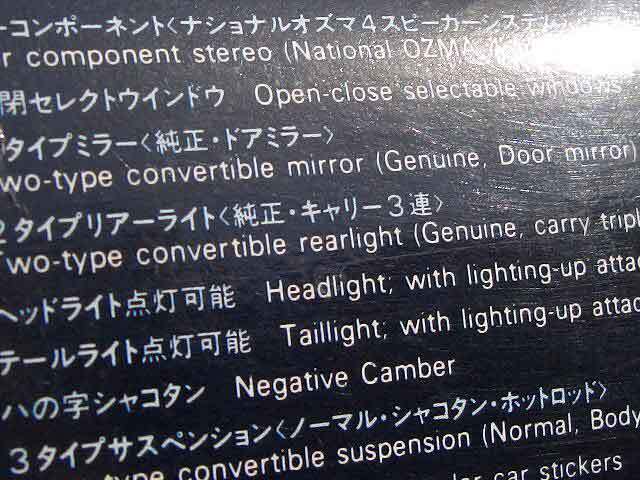 ーコンポーネント〈ナショナルオズマ4スピーカーシステム
r component stereo (National OZMA
閉セレクトウインドウ Open-close selectable windows
タイプミラー〈純正・ドアミラー〉
wo-type convertible mirror (Genuine, Door mirror)
2タイプリアーライト〈純正・キャリー3連〉
Two-type convertible rearlight (Genuine, carry tripl
ヘッドライト点灯可能 Headlight; with lighting-up attac
テールライト点灯可能 Taillight; with lighting-up attac
ハの字シャコタン Negative Camber
3タイプサスペンション〈ノーマル・シャコタン・ホットロッド〉
type convertible suspension (Normal, Body
car stickers